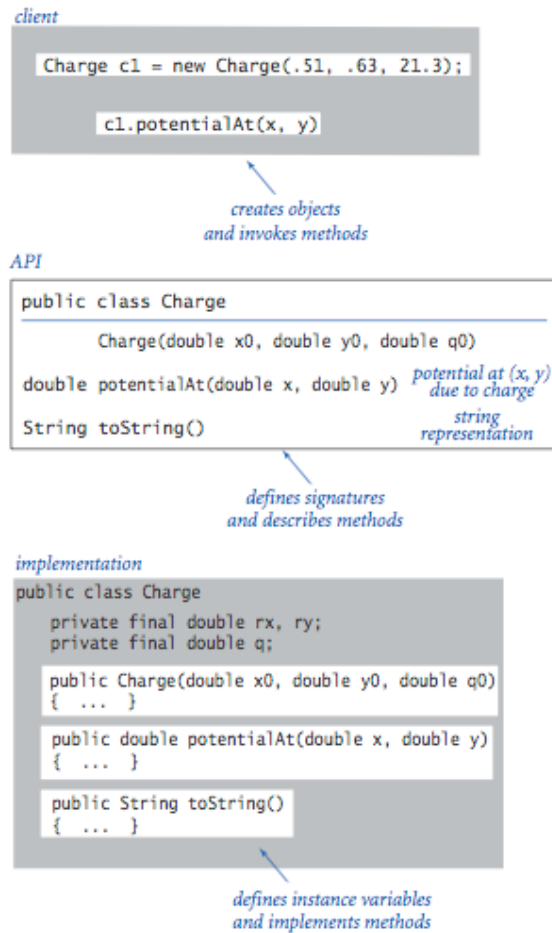 client
Charge c1 = new Charge(.51, .63, 21.3);
c1.potentialAt(x, y)
creates objects
and invokes methods
API
public class Charge
Charge(double x0, double y0, double q0)
double potentialAt(double x, double y) potential at (x, y)
due to charge
String toString() string
representation
defines signatures
and describes methods
implementation
public class Charge
private final double rx, ry;
private final double q;
public Charge(double x0, double y0, double q0)
{ ... }
public double potentialAt(double x, double y)
{ ... }
public String toString()
{ ... }
defines instance variables
and implements methods